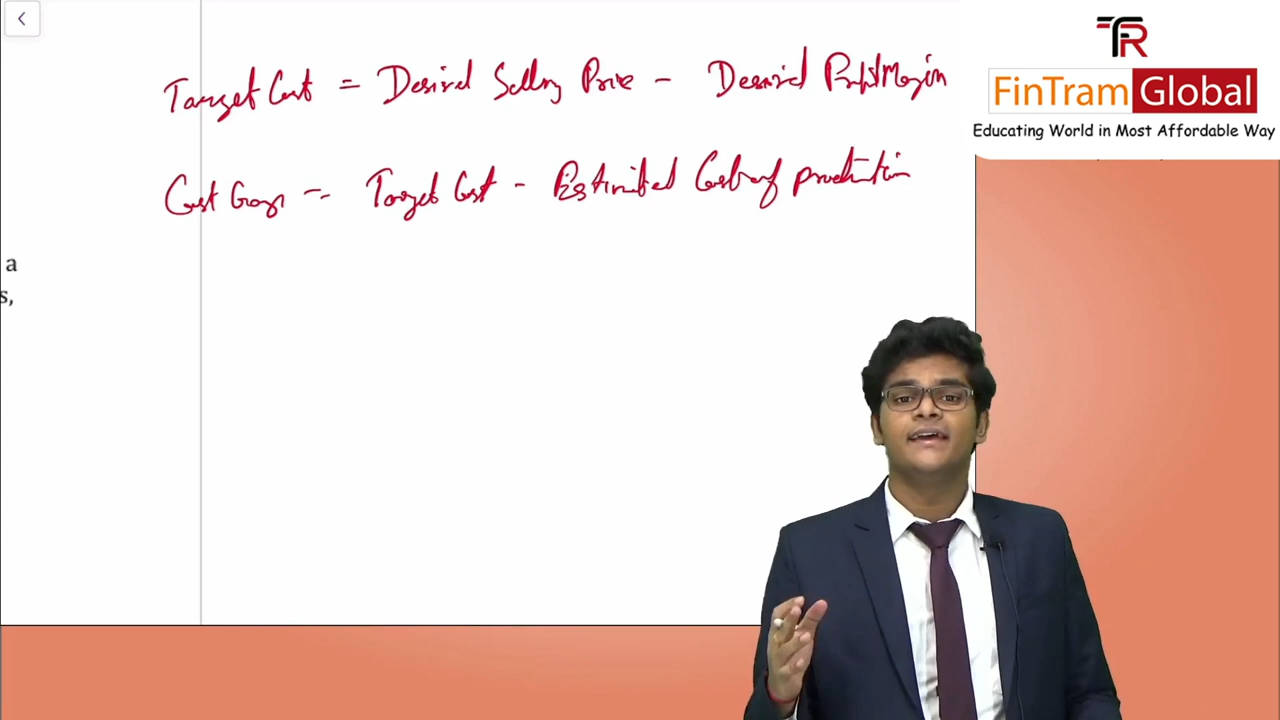 Target Cost = Desired Selling Price - Desired Profit Margin
Cost Gap = Target Cost - Estimated Cost of production
TR
FinTram Global
Educating World in Most Affordable Way
a
s,